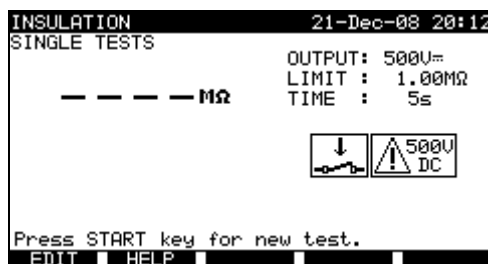 INSULATION 21-Dec-08 20:12
SINGLE TESTS
OUTPUT: 500V⎓
LIMIT : 1.00MΩ
– – – – MΩ
TIME : 5s
500V
DC
Press START key for new test.
EDIT HELP